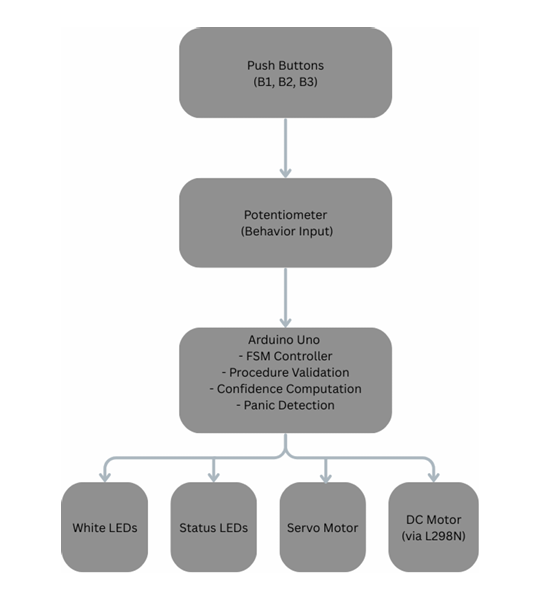 Push Buttons
(B1, B2, B3)
Potentiometer
(Behavior Input)
Arduino Uno
- FSM Controller
- Procedure Validation
- Confidence Computation
- Panic Detection
White LEDs
Status LEDs
Servo Motor
DC Motor
(via L298N)